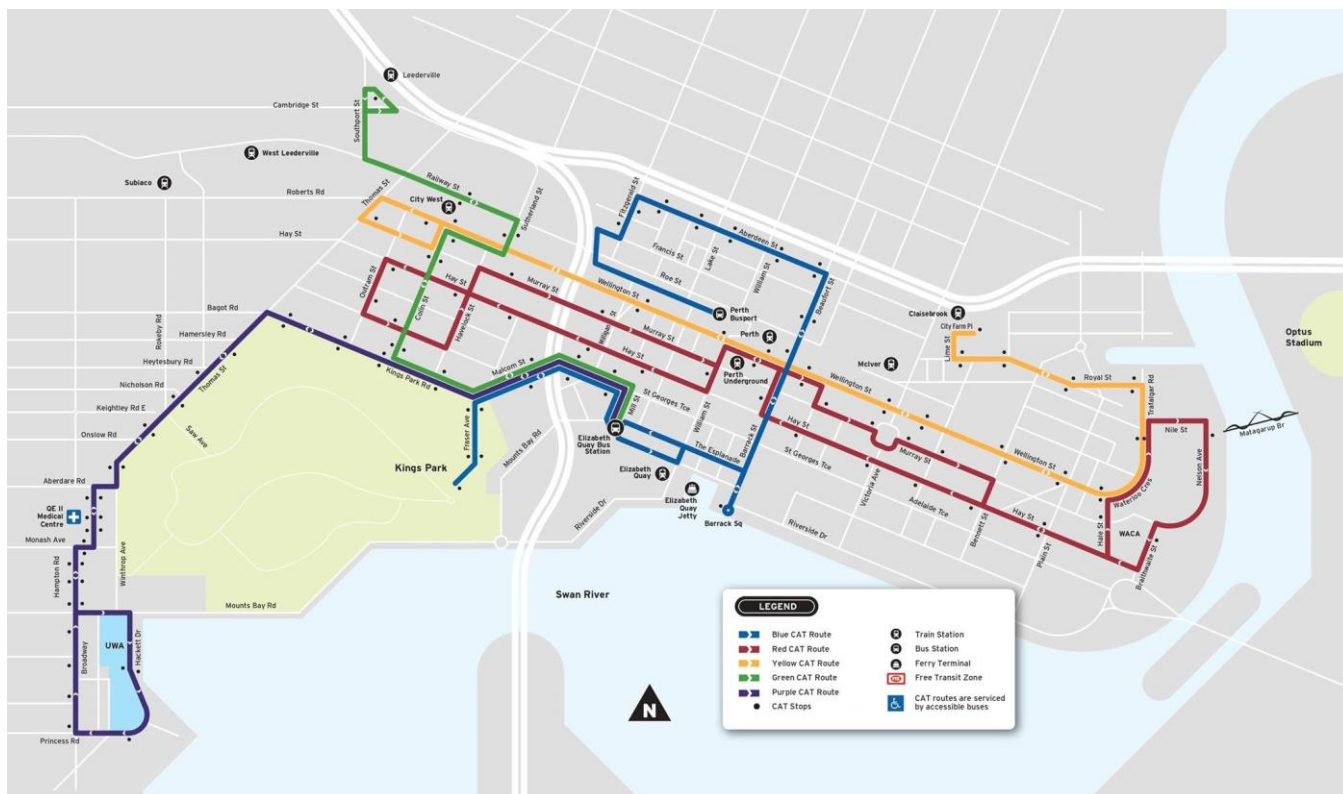 Leederville
Cambridge St
Southport St
West Leederville
Subiaco
Railway St
Roberts Rd
Thomas St
City West
Sutherland St
Hay St
Fitzgerald St
Aberdeen St
Francis St
Lake St
William St
Roe St
Beaufort St
Outram St
Hay St
Murray St
Wellington St
Perth
Busport
Claisebrook
City Farm Pl
Lime St
Optus
Stadium
Bagot Rd
Rokeby Rd
Hamersley Rd
Colin St
Havelock St
Milligan St
Murray St
Perth
Perth
Underground
McIver
Heytesbury Rd
Thomas St
Kings Park Rd
Malcom St
Hay St
Wellington St
Royal St
Trafalgar Rd
Nicholson Rd
Keightley Rd E
Onslow Rd
Saw Ave
Fraser Ave
Mill St
St Georges Tce
William St
Barrack St
Hay St
Murray St
Wellington St
Nile St
Matagarup Br
Mounts Bay Rd
Elizabeth
Quay Bus
Station
The Esplanade
St Georges Tce
Victoria Ave
Nelson Ave
Waterloo Cres
Kings Park
Elizabeth
Quay
Elizabeth
Quay
Jetty
Barrack Sq
Riverside Dr
Riverside Dr
Adelaide Tce
Bennett St
Hay St
Plain St
Hale St
WACA
Braithwaite St
Aberdare Rd
QE II
Medical
Centre
Monash Ave
Hampton Rd
Winthrop Ave
Mounts Bay Rd
Swan River
UWA
Broadway
Hackett Dr
Princess Rd
N
LEGEND
Blue CAT Route
Red CAT Route
Yellow CAT Route
Green CAT Route
Purple CAT Route
CAT Stops
Train Station
Bus Station
Ferry Terminal
Free Transit Zone
CAT routes are serviced
by accessible buses